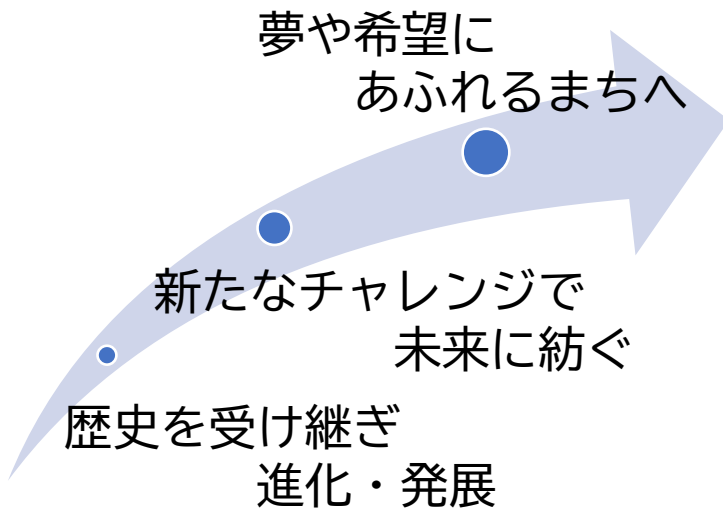 夢や希望に
あふれるまちへ
新たなチャレンジで
未来に紡ぐ
歴史を受け継ぎ
進化・発展